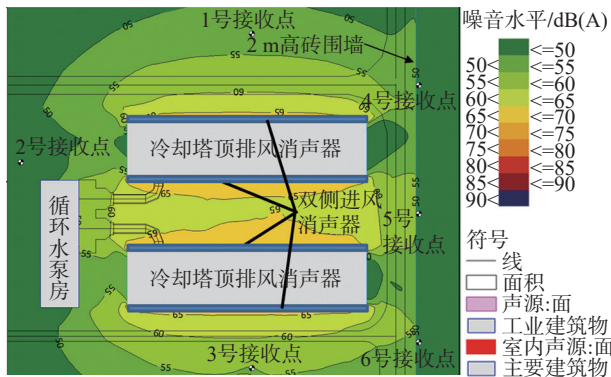 1号接收点
2 m高砖围墙
4号接收点
2号接收点
冷却塔顶排风消声器
双侧进风
消声器
循环水泵房
5号
接收点
冷却塔顶排风消声器
3号接收点
6号接收点
55
50
55
60
65
60
55
65
65
60
65
65
60
55
55
50
噪音水平/dB(A)
<=50
50< <=55
55< <=60
60< <=65
65< <=70
70< <=75
75< <=80
80< <=85
85< <=90
90<
符号
线
面积
声源:面
工业建筑物
室内声源:面
主要建筑物